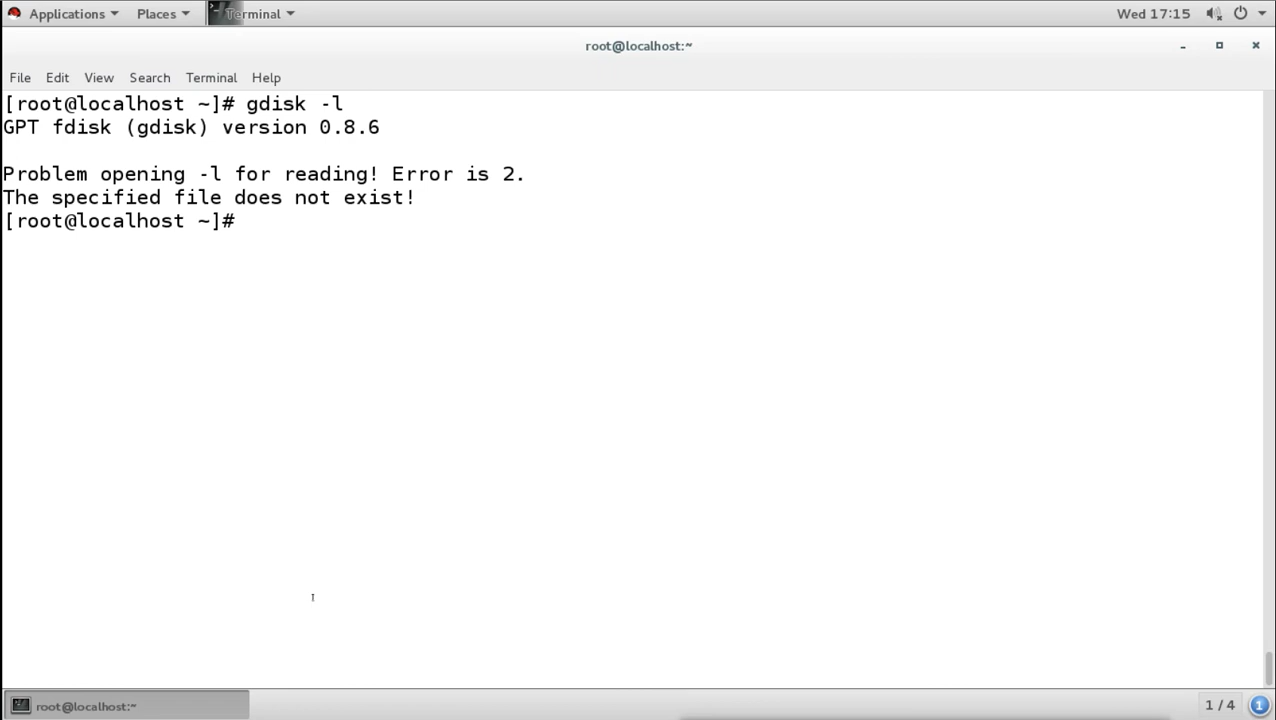 Applications Places Terminal Wed 17:15
root@localhost:~
File Edit View Search Terminal Help
[root@localhost ~]# gdisk -l
GPT fdisk (gdisk) version 0.8.6
Problem opening -l for reading! Error is 2.
The specified file does not exist!
[root@localhost ~]#
root@localhost:~ 1 / 4 1